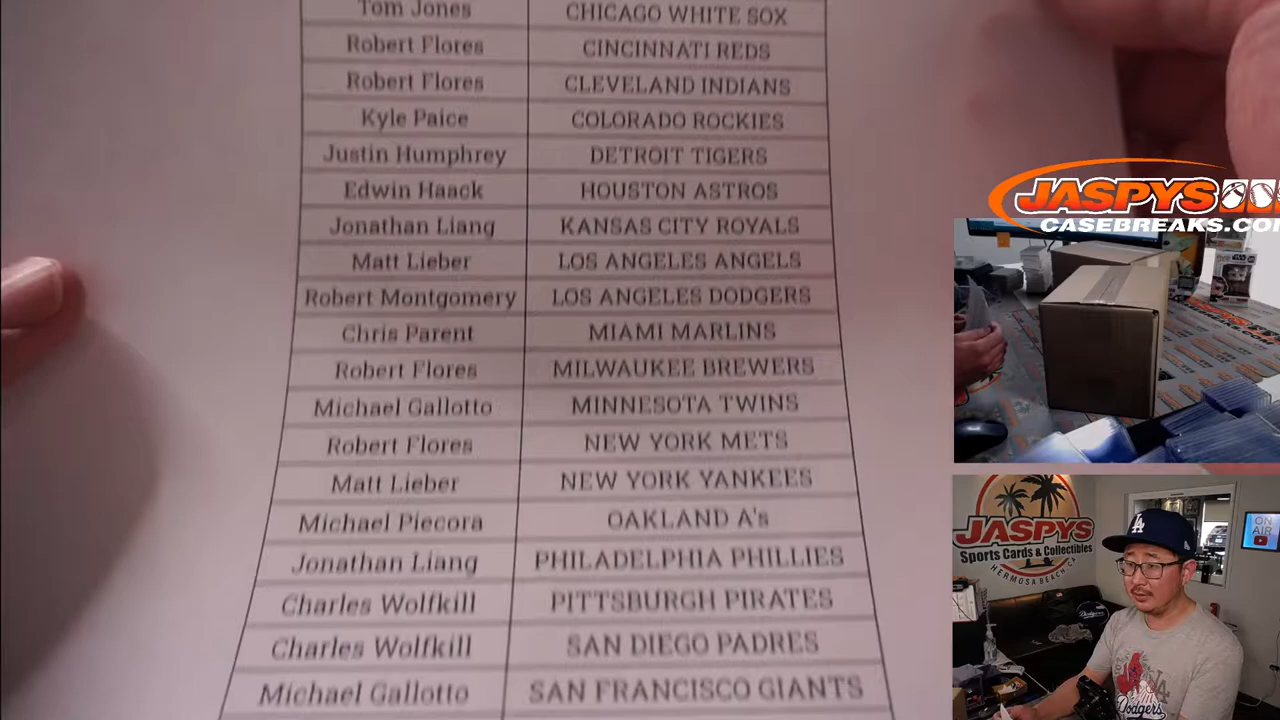 Tom Jones CHICAGO WHITE SOX
Robert Flores CINCINNATI REDS
Robert Flores CLEVELAND INDIANS
Kyle Paice COLORADO ROCKIES
Justin Humphrey DETROIT TIGERS
Edwin Haack HOUSTON ASTROS
Jonathan Liang KANSAS CITY ROYALS
Matt Lieber LOS ANGELES ANGELS
Robert Montgomery LOS ANGELES DODGERS
Chris Parent MIAMI MARLINS
Robert Flores MILWAUKEE BREWERS
Michael Gallotto MINNESOTA TWINS
Robert Flores NEW YORK METS
Matt Lieber NEW YORK YANKEES
Michael Piecora OAKLAND A's
Jonathan Liang PHILADELPHIA PHILLIES
Charles Wolfkill PITTSBURGH PIRATES
Charles Wolfkill SAN DIEGO PADRES
Michael Gallotto SAN FRANCISCO GIANTS
JASPYS
CASEBREAKS.CO
JASPYS
Sports Cards & Collectibles
HERMOSA BEACH CA
ON AIR
LA
Dodgers
Dodgers